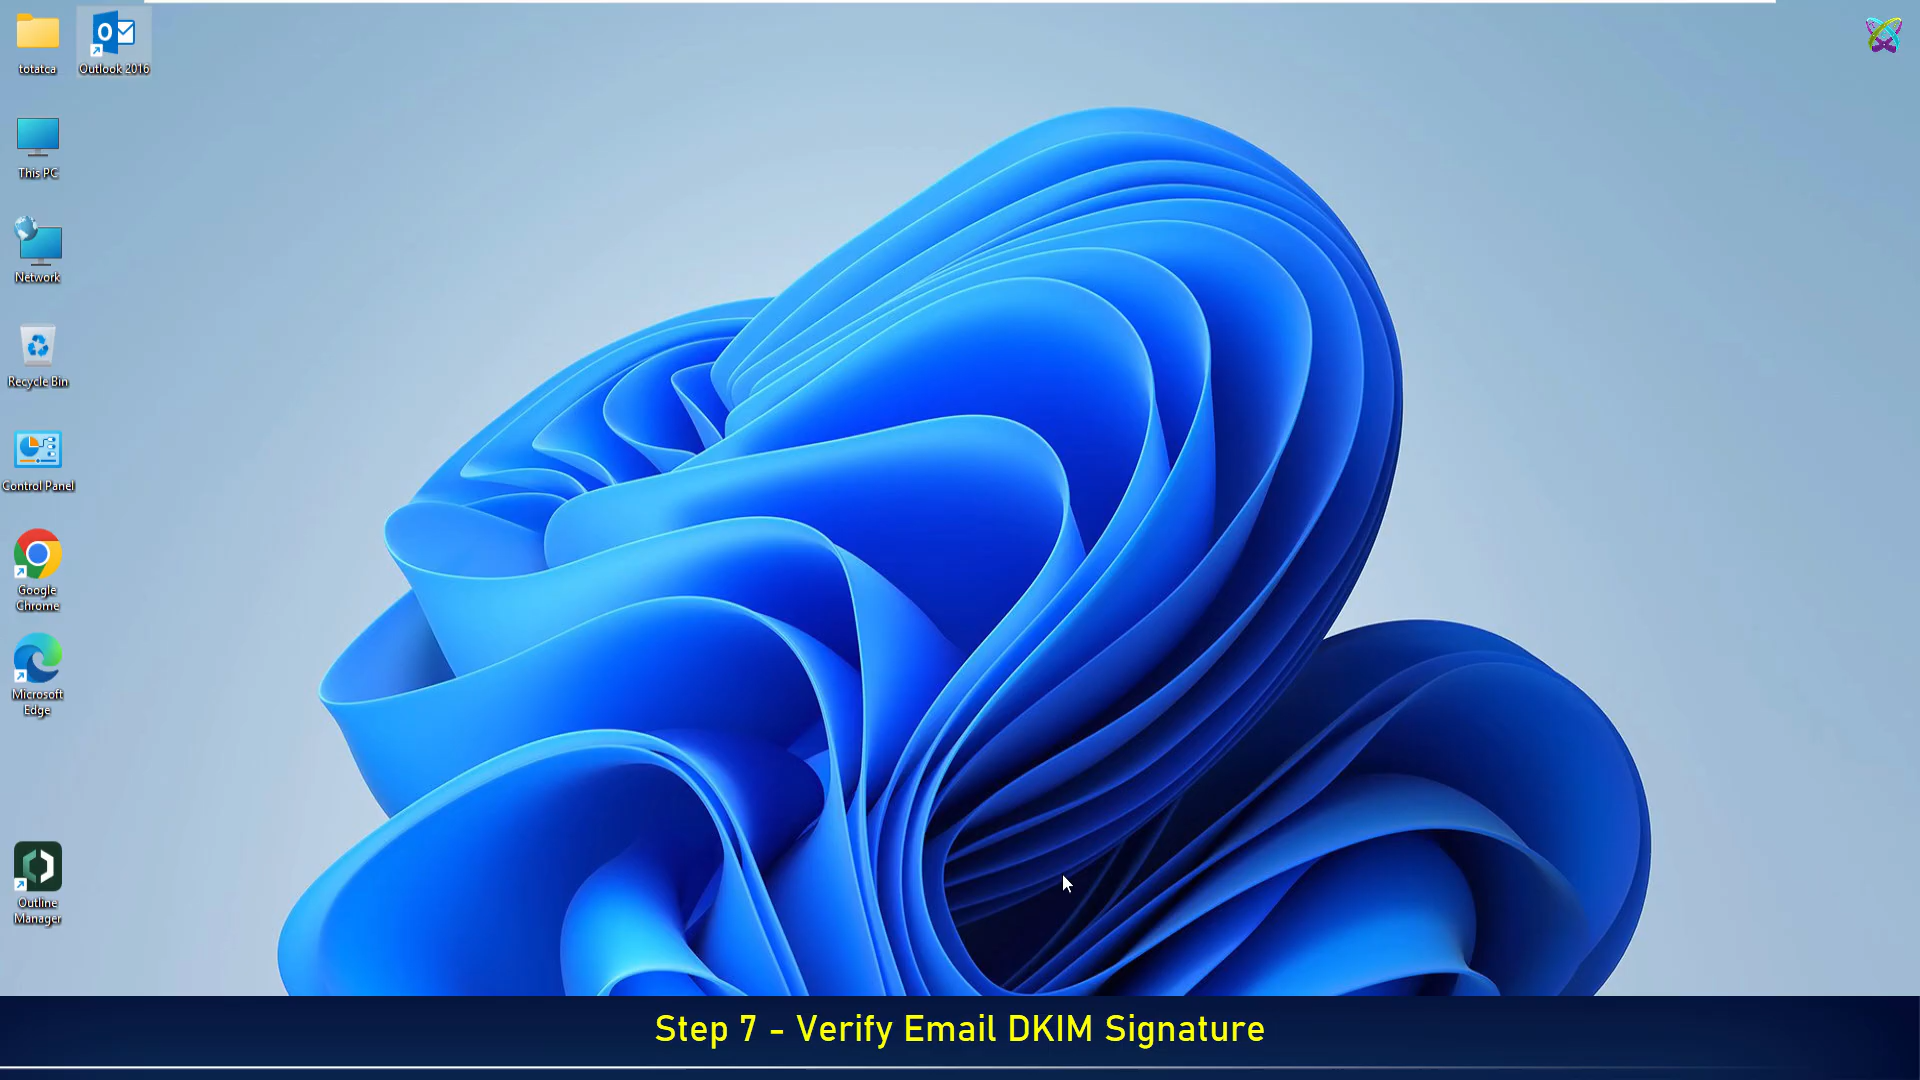 totatca
Outlook 2016
This PC
Network
Recycle Bin
Control Panel
Google
Chrome
Microsoft
Edge
Outline
Manager
Step 7 - Verify Email DKIM Signature